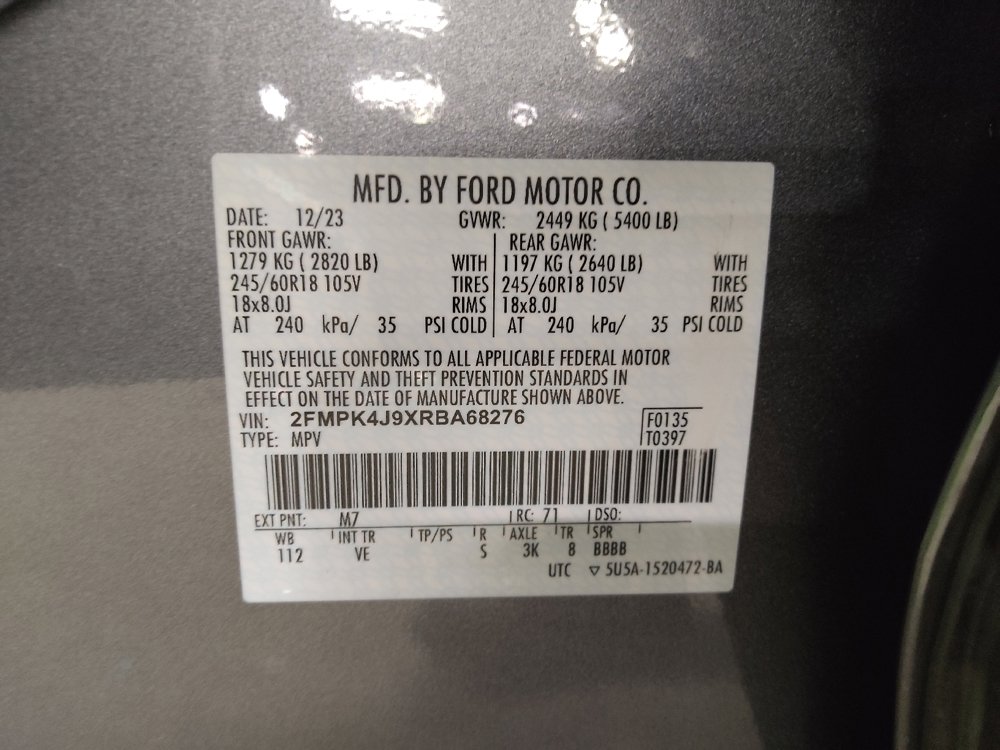 MFD. BY FORD MOTOR CO.
DATE: 12/23 GVWR: 2449 KG ( 5400 LB)
FRONT GAWR: REAR GAWR:
1279 KG ( 2820 LB) WITH 1197 KG ( 2640 LB) WITH
245/60R18 105V TIRES 245/60R18 105V TIRES
18x8.0J RIMS 18x8.0J RIMS
AT 240 kPa/ 35 PSI COLD AT 240 kPa/ 35 PSI COLD
THIS VEHICLE CONFORMS TO ALL APPLICABLE FEDERAL MOTOR
VEHICLE SAFETY AND THEFT PREVENTION STANDARDS IN
EFFECT ON THE DATE OF MANUFACTURE SHOWN ABOVE.
VIN: 2FMPK4J9XRBA68276 F0135
TYPE: MPV T0397
EXT PNT: M7 RC: 71 DSO:
WB INT TR TP/PS R AXLE TR SPR
112 VE S 3K 8 BBBB
UTC ▽ 5U5A-1520472-BA